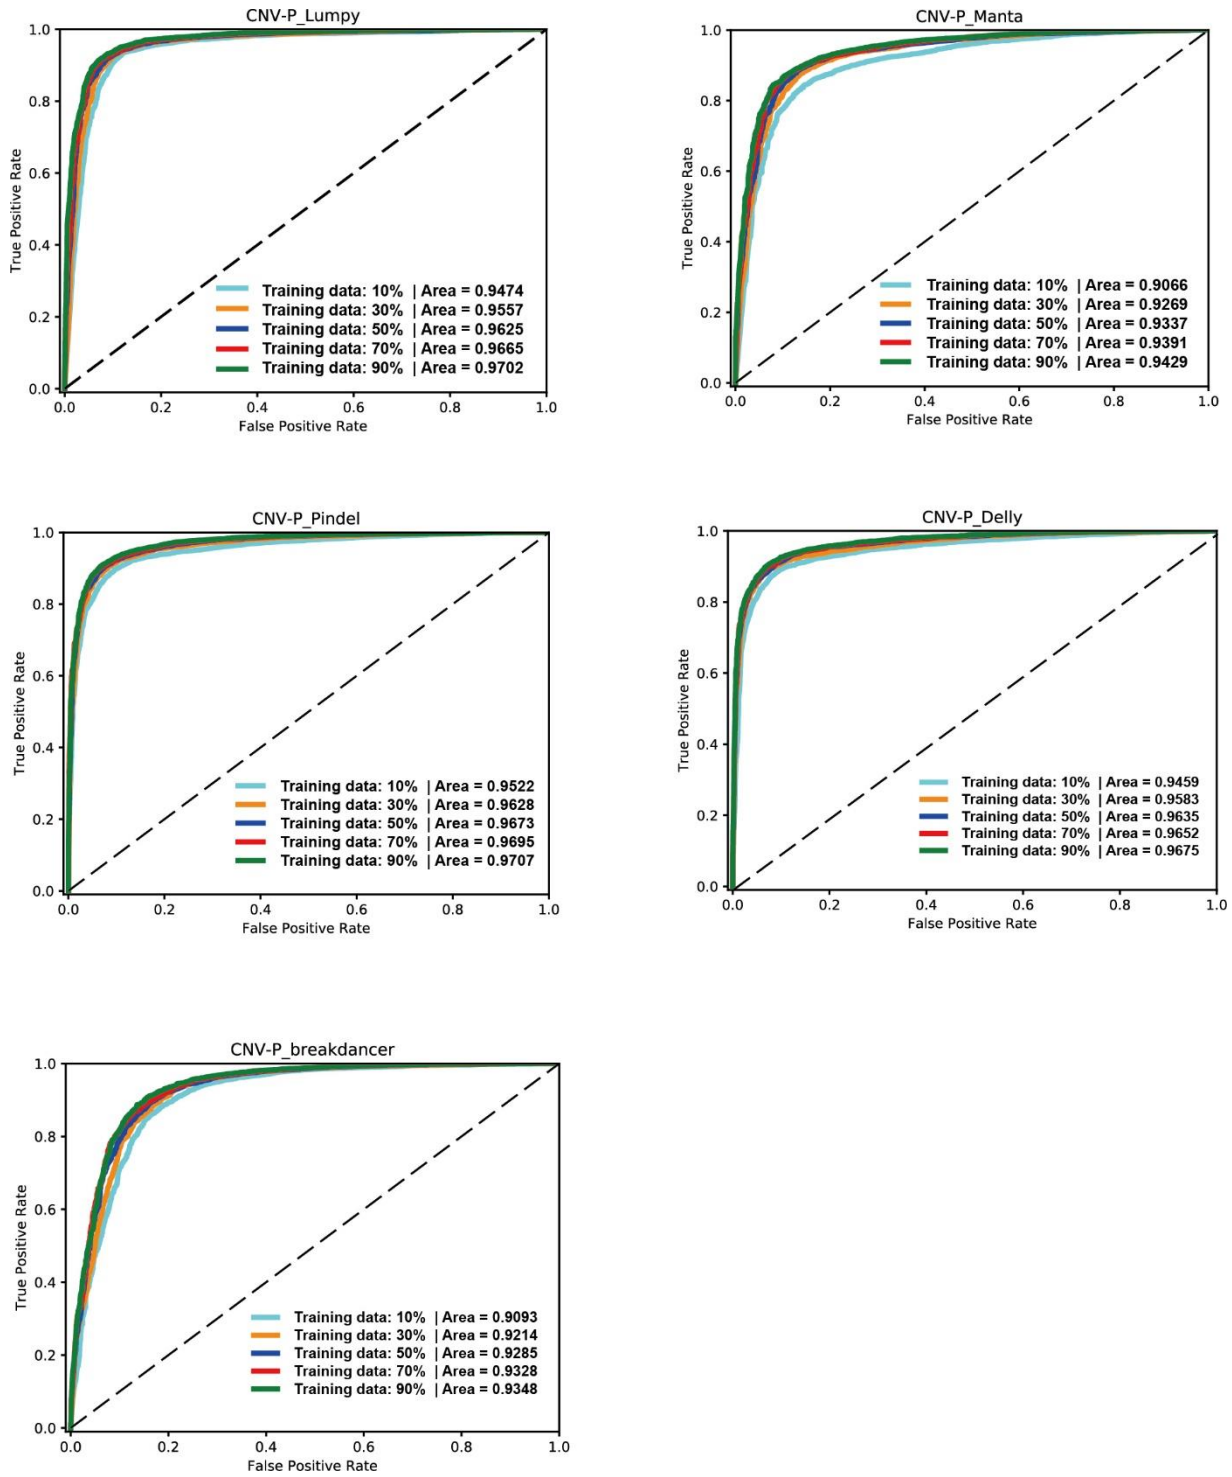 CNV-P_Lumpy
1.0
0.8
0.6
0.4
0.2
0.0
True Positive Rate
Training data: 10% | Area = 0.9474
Training data: 30% | Area = 0.9557
Training data: 50% | Area = 0.9625
Training data: 70% | Area = 0.9665
Training data: 90% | Area = 0.9702
0.0 0.2 0.4 0.6 0.8 1.0
False Positive Rate
CNV-P_Manta
1.0
0.8
0.6
0.4
0.2
0.0
True Positive Rate
Training data: 10% | Area = 0.9066
Training data: 30% | Area = 0.9269
Training data: 50% | Area = 0.9337
Training data: 70% | Area = 0.9391
Training data: 90% | Area = 0.9429
0.0 0.2 0.4 0.6 0.8 1.0
False Positive Rate
CNV-P_Pindel
1.0
0.8
0.6
0.4
0.2
0.0
True Positive Rate
Training data: 10% | Area = 0.9522
Training data: 30% | Area = 0.9628
Training data: 50% | Area = 0.9673
Training data: 70% | Area = 0.9695
Training data: 90% | Area = 0.9707
0.0 0.2 0.4 0.6 0.8 1.0
False Positive Rate
CNV-P_Delly
1.0
0.8
0.6
0.4
0.2
0.0
True Positive Rate
Training data: 10% | Area = 0.9459
Training data: 30% | Area = 0.9583
Training data: 50% | Area = 0.9635
Training data: 70% | Area = 0.9652
Training data: 90% | Area = 0.9675
0.0 0.2 0.4 0.6 0.8 1.0
False Positive Rate
CNV-P_breakdancer
1.0
0.8
0.6
0.4
0.2
0.0
True Positive Rate
Training data: 10% | Area = 0.9093
Training data: 30% | Area = 0.9214
Training data: 50% | Area = 0.9285
Training data: 70% | Area = 0.9328
Training data: 90% | Area = 0.9348
0.0 0.2 0.4 0.6 0.8 1.0
False Positive Rate